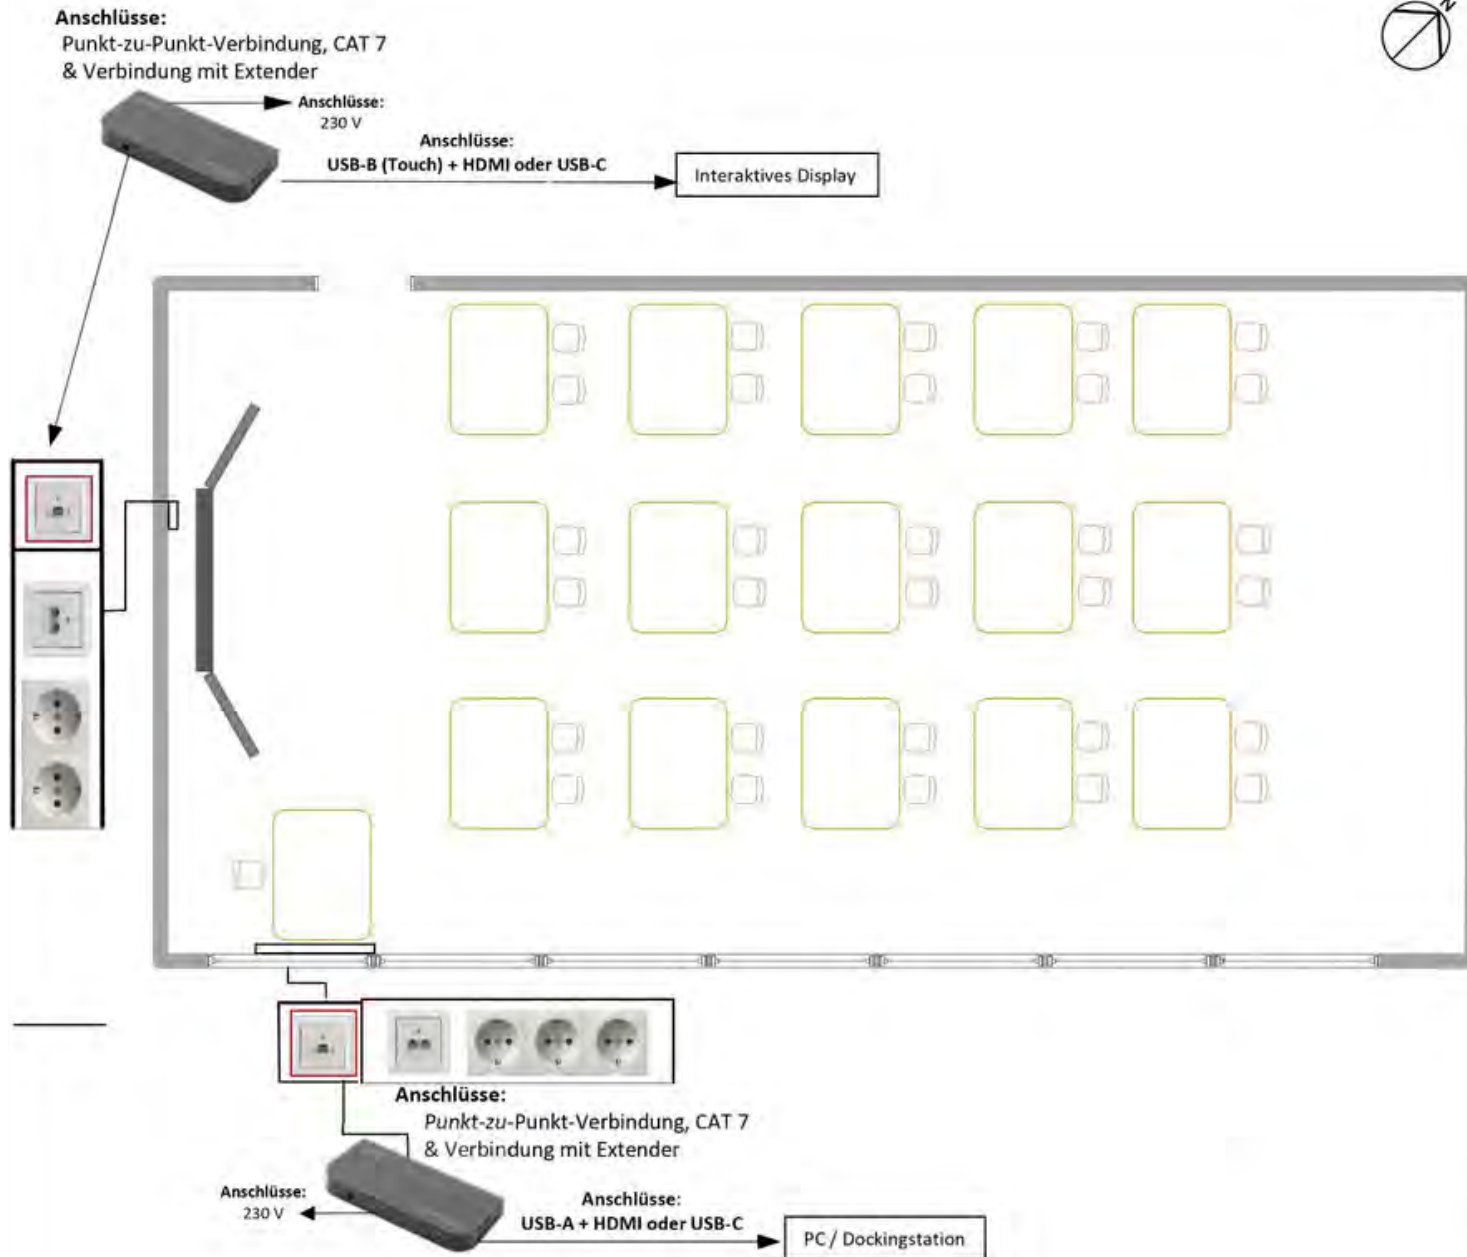 N
Anschlüsse:
Punkt-zu-Punkt-Verbindung, CAT 7
& Verbindung mit Extender
Anschlüsse:
230 V
Anschlüsse:
USB-B (Touch) + HDMI oder USB-C
Interaktives Display
Anschlüsse:
Punkt-zu-Punkt-Verbindung, CAT 7
& Verbindung mit Extender
Anschlüsse:
230 V
Anschlüsse:
USB-A + HDMI oder USB-C
PC / Dockingstation